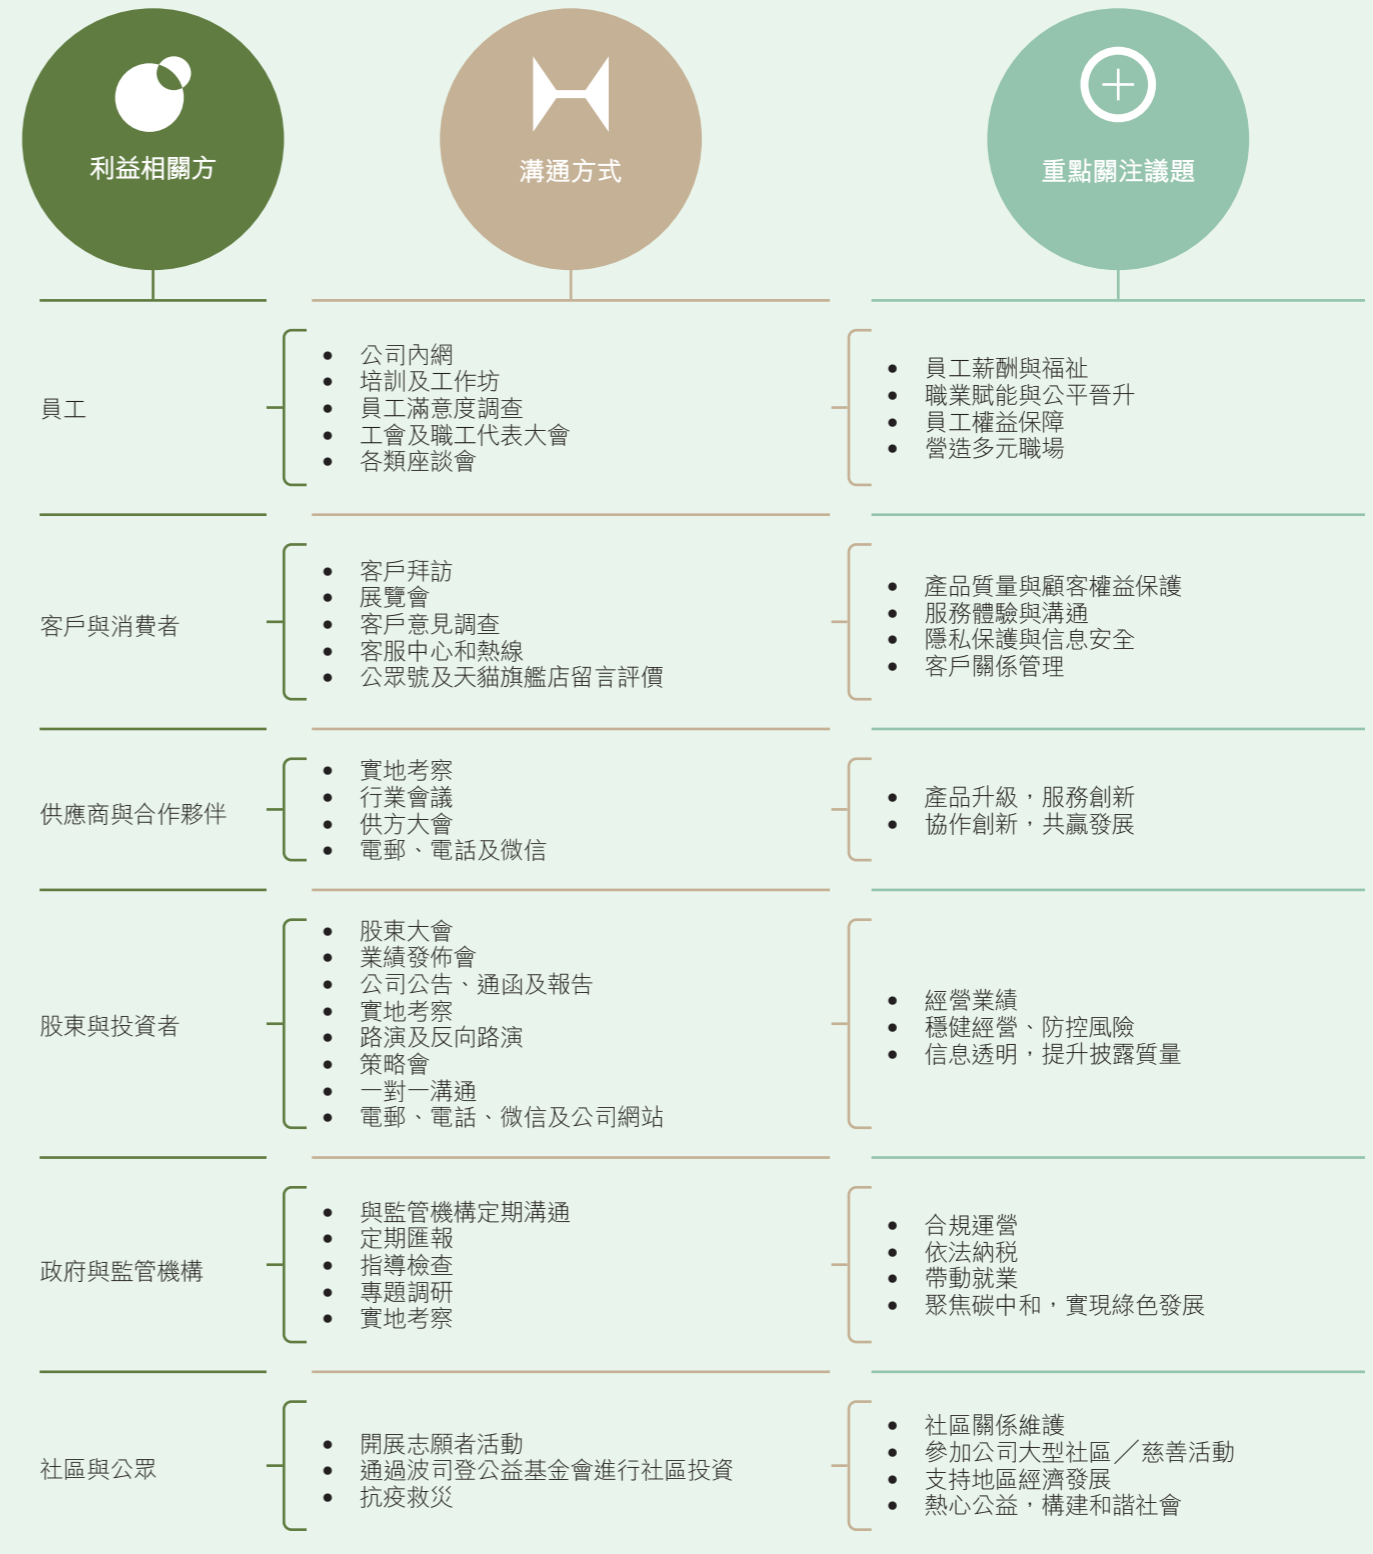 利益相關方
溝通方式
重點關注議題
員工
• 公司內網
• 培訓及工作坊
• 員工滿意度調查
• 工會及職工代表大會
• 各類座談會
• 員工薪酬與福祉
• 職業賦能與公平晉升
• 員工權益保障
• 營造多元職場
客戶與消費者
• 客戶拜訪
• 展覽會
• 客戶意見調查
• 客服中心和熱線
• 公眾號及天貓旗艦店留言評價
• 產品質量與顧客權益保護
• 服務體驗與溝通
• 隱私保護與信息安全
• 客戶關係管理
供應商與合作夥伴
• 實地考察
• 行業會議
• 供方大會
• 電郵、電話及微信
• 產品升級，服務創新
• 協作創新，共贏發展
股東與投資者
• 股東大會
• 業績發佈會
• 公司公告、通函及報告
• 實地考察
• 路演及反向路演
• 策略會
• 一對一溝通
• 電郵、電話、微信及公司網站
• 經營業績
• 穩健經營、防控風險
• 信息透明，提升披露質量
政府與監管機構
• 與監管機構定期溝通
• 定期匯報
• 指導檢查
• 專題調研
• 實地考察
• 合規運營
• 依法納税
• 帶動就業
• 聚焦碳中和，實現綠色發展
社區與公眾
• 開展志願者活動
• 通過波司登公益基金會進行社區投資
• 抗疫救災
• 社區關係維護
• 參加公司大型社區／慈善活動
• 支持地區經濟發展
• 熱心公益，構建和諧社會